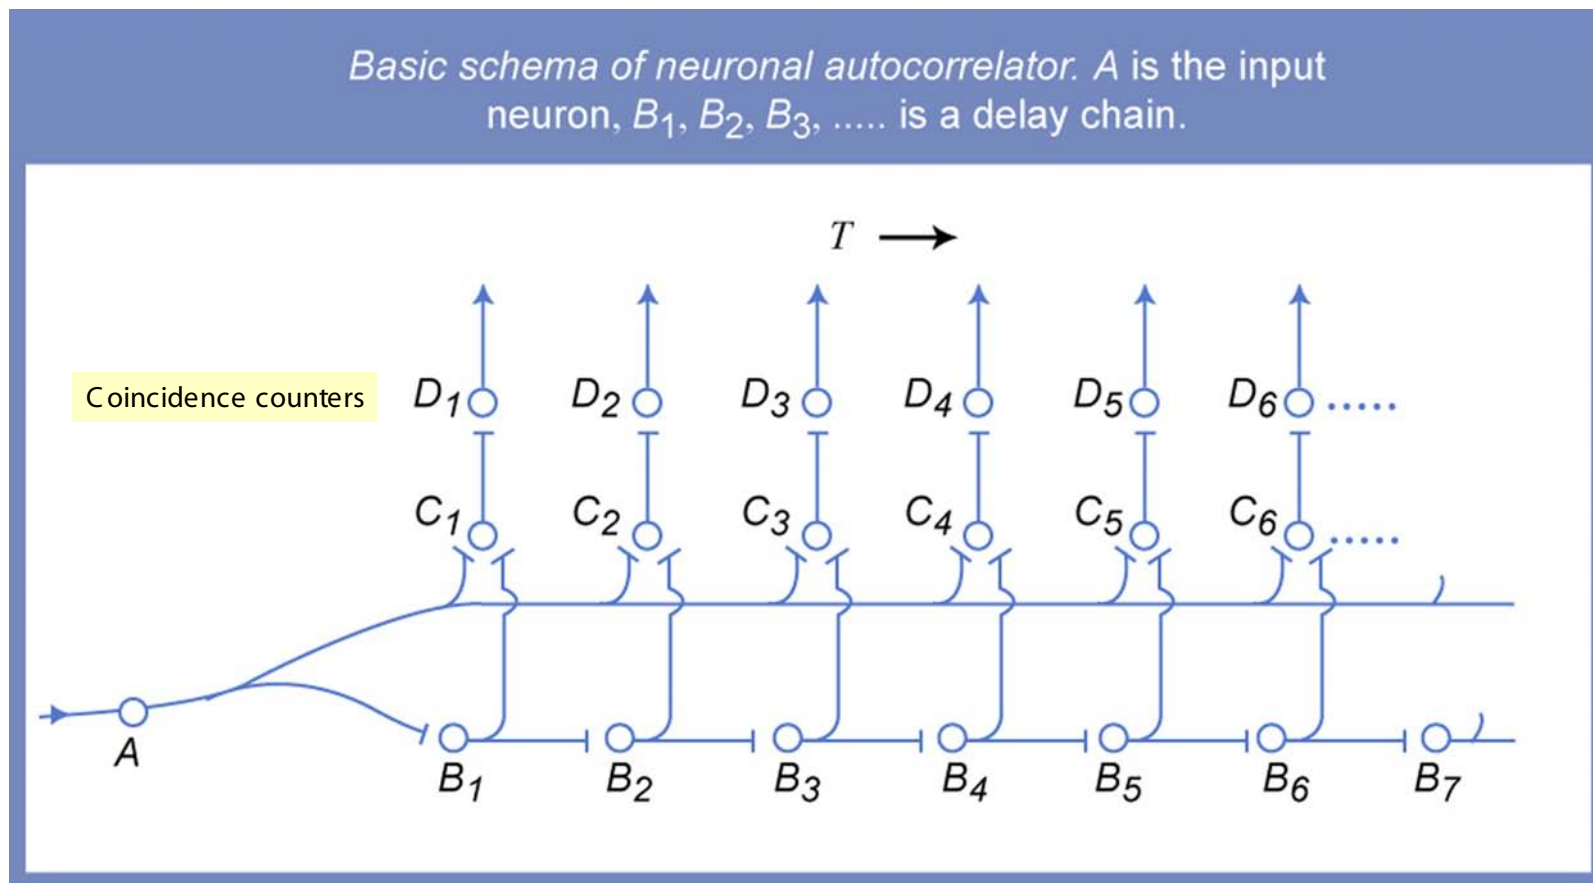 Basic schema of neuronal autocorrelator. A is the input
neuron, B1, B2, B3, ..... is a delay chain.
T
Coincidence counters
D1 D2 D3 D4 D5 D6 .....
C1 C2 C3 C4 C5 C6 .....
A
B1 B2 B3 B4 B5 B6 B7